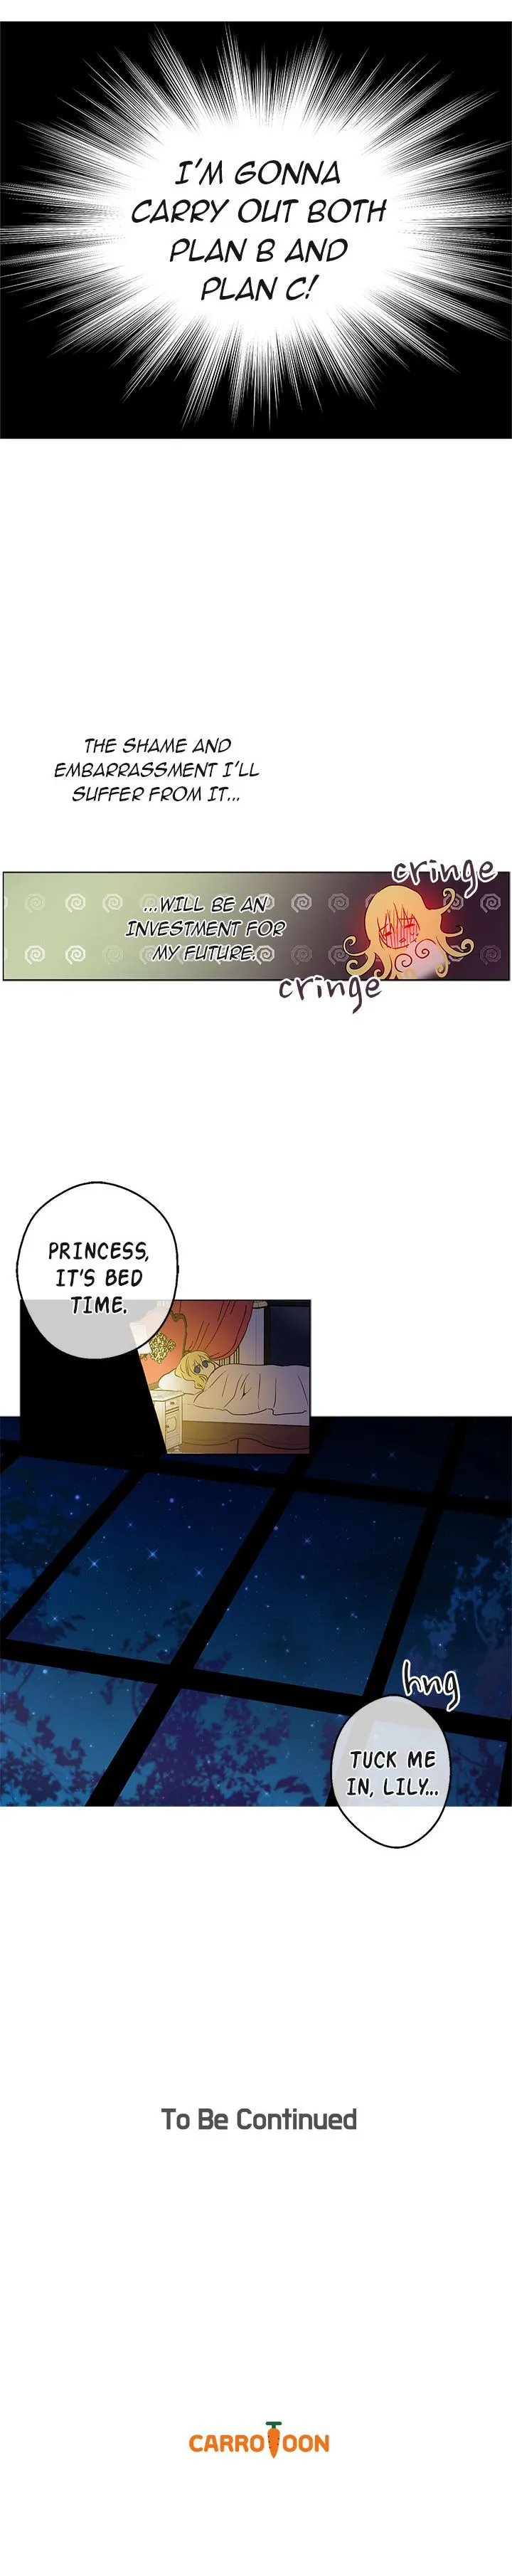 I'M GONNA
CARRY OUT BOTH
PLAN B AND
PLAN C!
THE SHAME AND
EMBARRASSMENT I'LL
SUFFER FROM IT...
cringe
...WILL BE AN
INVESTMENT FOR
MY FUTURE.
cringe
PRINCESS,
IT'S BED
TIME.
hng
TUCK ME
IN, LILY...
To Be Continued
CARROTOON